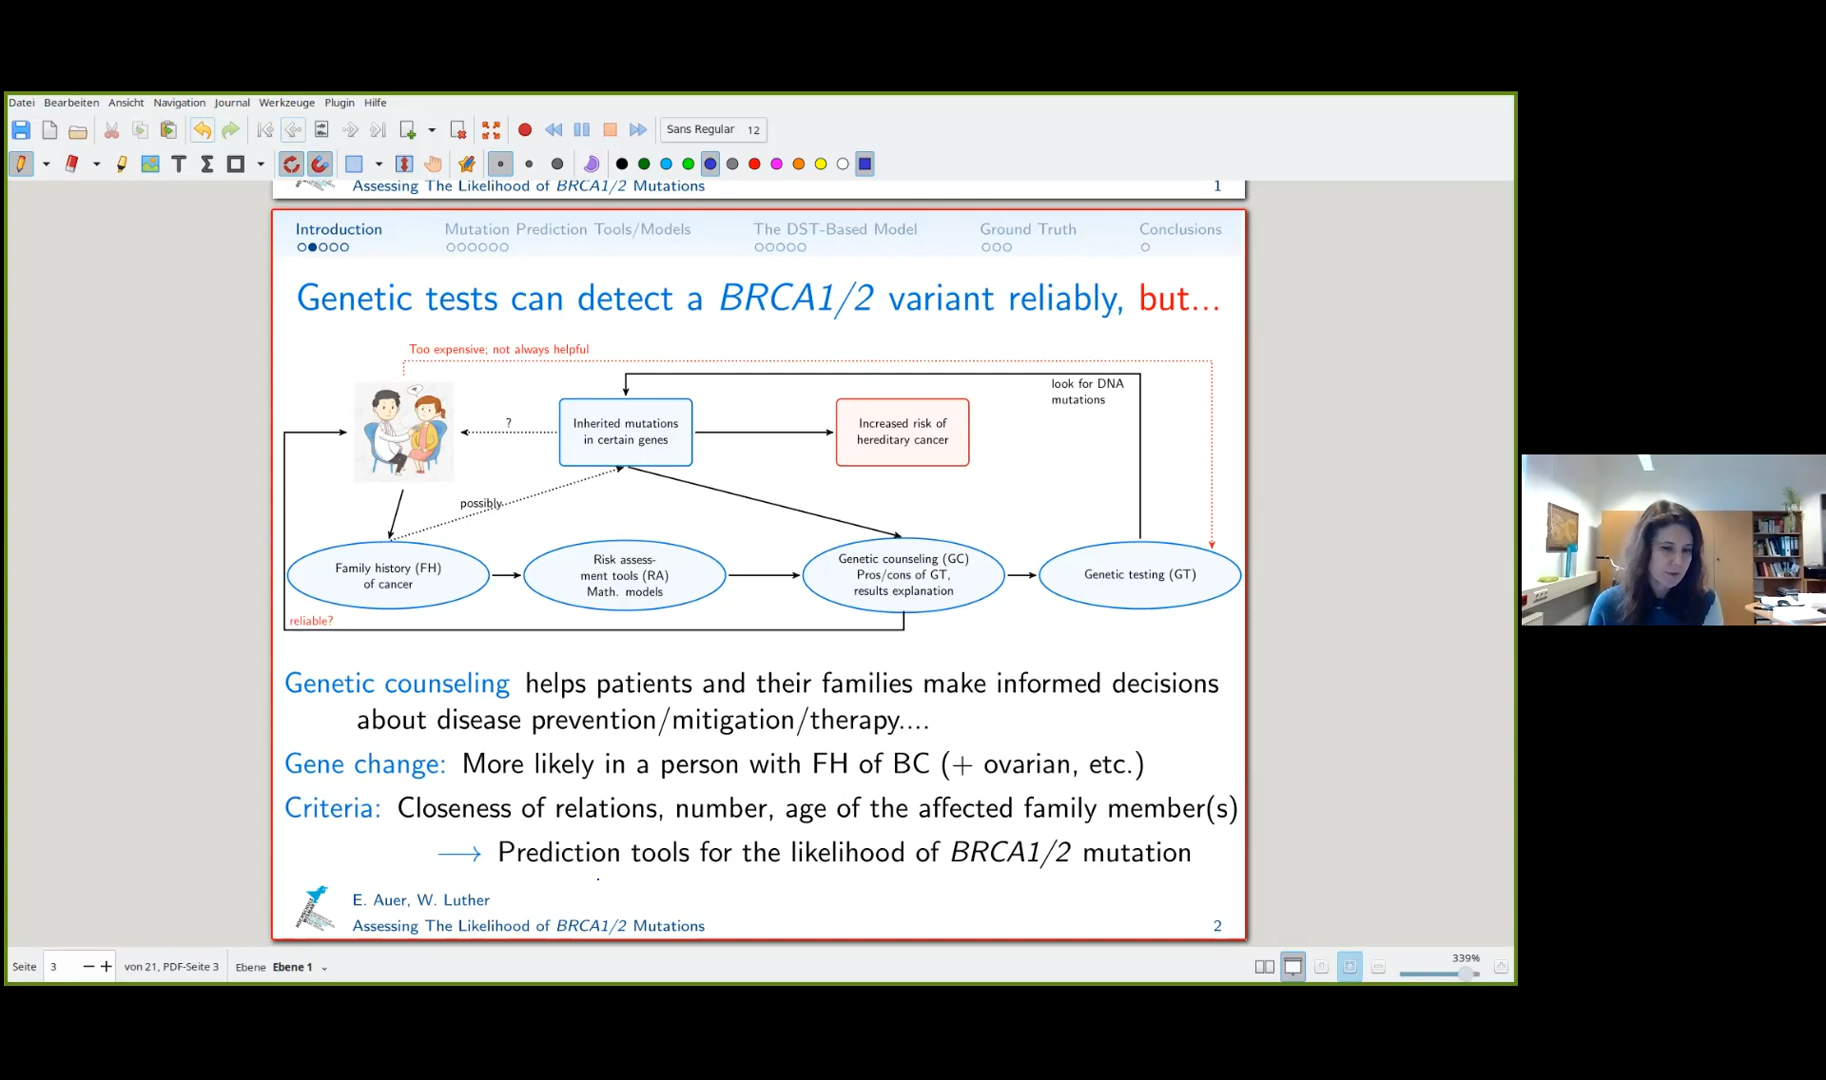 Datei Bearbeiten Ansicht Navigation Journal Werkzeuge Plugin Hilfe
Sans Regular 12
Assessing The Likelihood of BRCA1/2 Mutations 1
Introduction Mutation Prediction Tools/Models The DST-Based Model Ground Truth Conclusions
Genetic tests can detect a BRCA1/2 variant reliably, but...
Too expensive; not always helpful
look for DNA
mutations
?
Inherited mutations
in certain genes
Increased risk of
hereditary cancer
possibly
Family history (FH)
of cancer
Risk assess-
ment tools (RA)
Math. models
Genetic counseling (GC)
Pros/cons of GT,
results explanation
Genetic testing (GT)
reliable?
Genetic counseling helps patients and their families make informed decisions
about disease prevention/mitigation/therapy....
Gene change: More likely in a person with FH of BC (+ ovarian, etc.)
Criteria: Closeness of relations, number, age of the affected family member(s)
→ Prediction tools for the likelihood of BRCA1/2 mutation
E. Auer, W. Luther
Assessing The Likelihood of BRCA1/2 Mutations 2
Seite 3 von 21, PDF-Seite 3 Ebene Ebene 1 339%